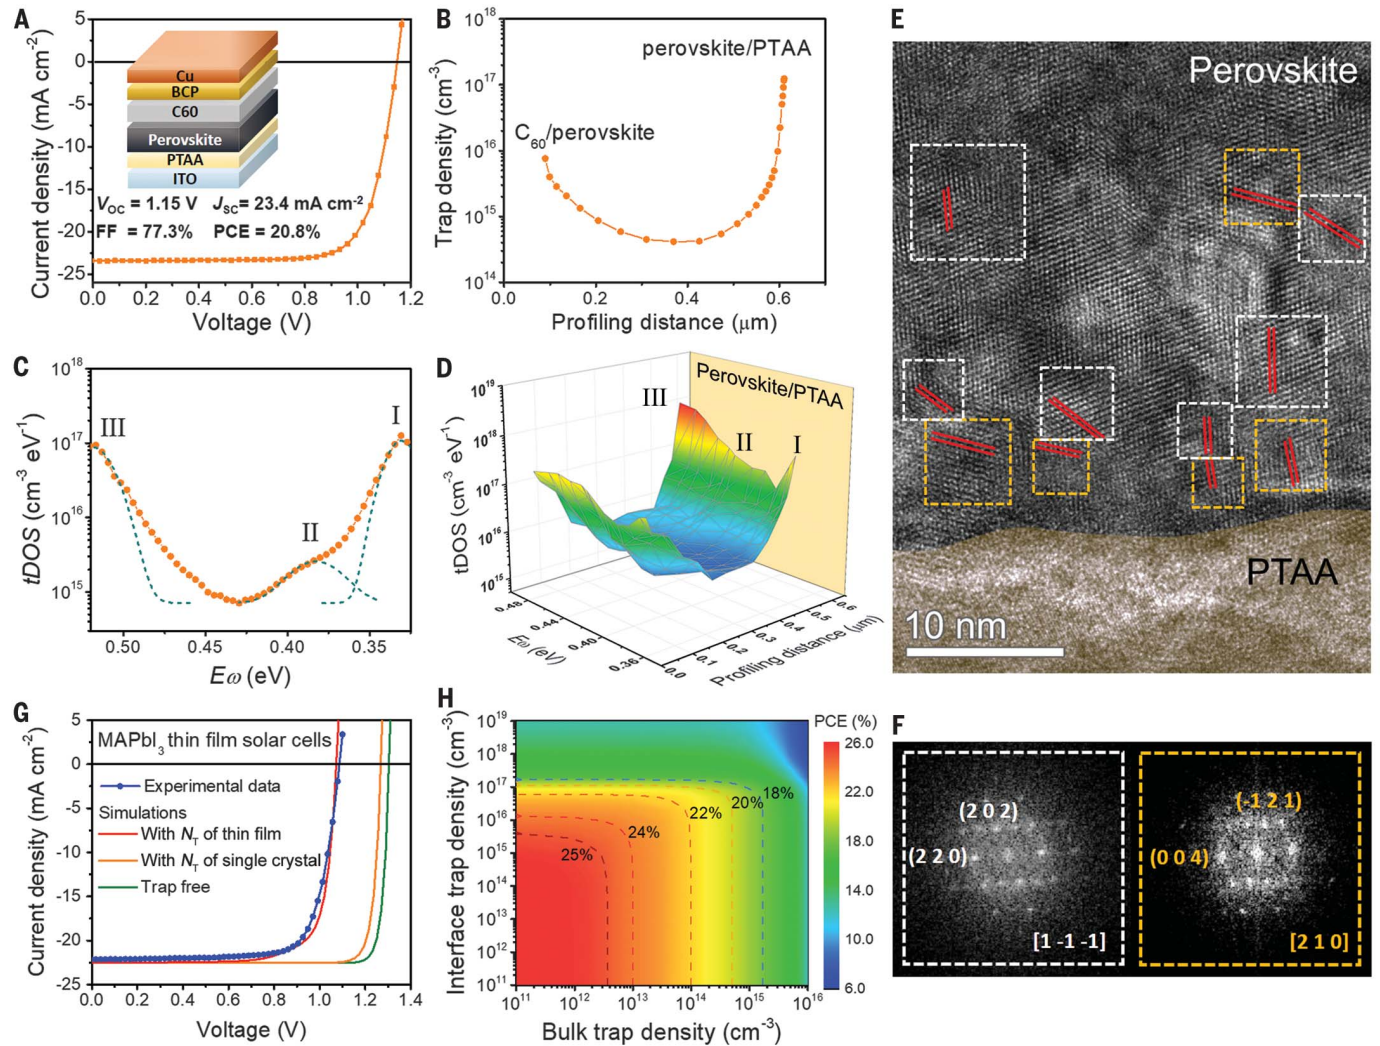 A
5
0
-5
-10
-15
-20
-25
Current density (mA cm⁻²)
Cu
BCP
C60
Perovskite
PTAA
ITO
V_OC = 1.15 V J_SC= 23.4 mA cm⁻²
FF = 77.3% PCE = 20.8%
0.0 0.2 0.4 0.6 0.8 1.0 1.2
Voltage (V)
B
10¹⁸
10¹⁷
10¹⁶
10¹⁵
10¹⁴
Trap density (cm⁻³)
perovskite/PTAA
C₆₀/perovskite
0.0 0.2 0.4 0.6
Profiling distance (μm)
C
10¹⁸
10¹⁷
10¹⁶
10¹⁵
tDOS (cm⁻³ eV⁻¹)
III
II
I
0.50 0.45 0.40 0.35
Eω (eV)
D
10¹⁹
10¹⁸
10¹⁷
10¹⁶
10¹⁵
tDOS (cm⁻³ eV⁻¹)
Perovskite/PTAA
III
II
I
0.48
0.44
0.40
0.36
Eω (eV)
0.0
0.1
0.2
0.3
0.4
0.5
0.6
Profiling distance (μm)
E
Perovskite
PTAA
10 nm
F
(2 0 2)
(2 2 0)
[1 -1 -1]
(-1 2 1)
(0 0 4)
[2 1 0]
G
5
0
-5
-10
-15
-20
-25
Current density (mA cm⁻²)
MAPbI₃ thin film solar cells
Experimental data
Simulations
With N_T of thin film
With N_T of single crystal
Trap free
0.0 0.2 0.4 0.6 0.8 1.0 1.2 1.4
Voltage (V)
H
10¹⁹
10¹⁸
10¹⁷
10¹⁶
10¹⁵
10¹⁴
10¹³
10¹²
10¹¹
Interface trap density (cm⁻³)
25%
24%
22%
20%
18%
10¹¹ 10¹² 10¹³ 10¹⁴ 10¹⁵ 10¹⁶
Bulk trap density (cm⁻³)
PCE (%)
26.0
22.0
18.0
14.0
10.0
6.0